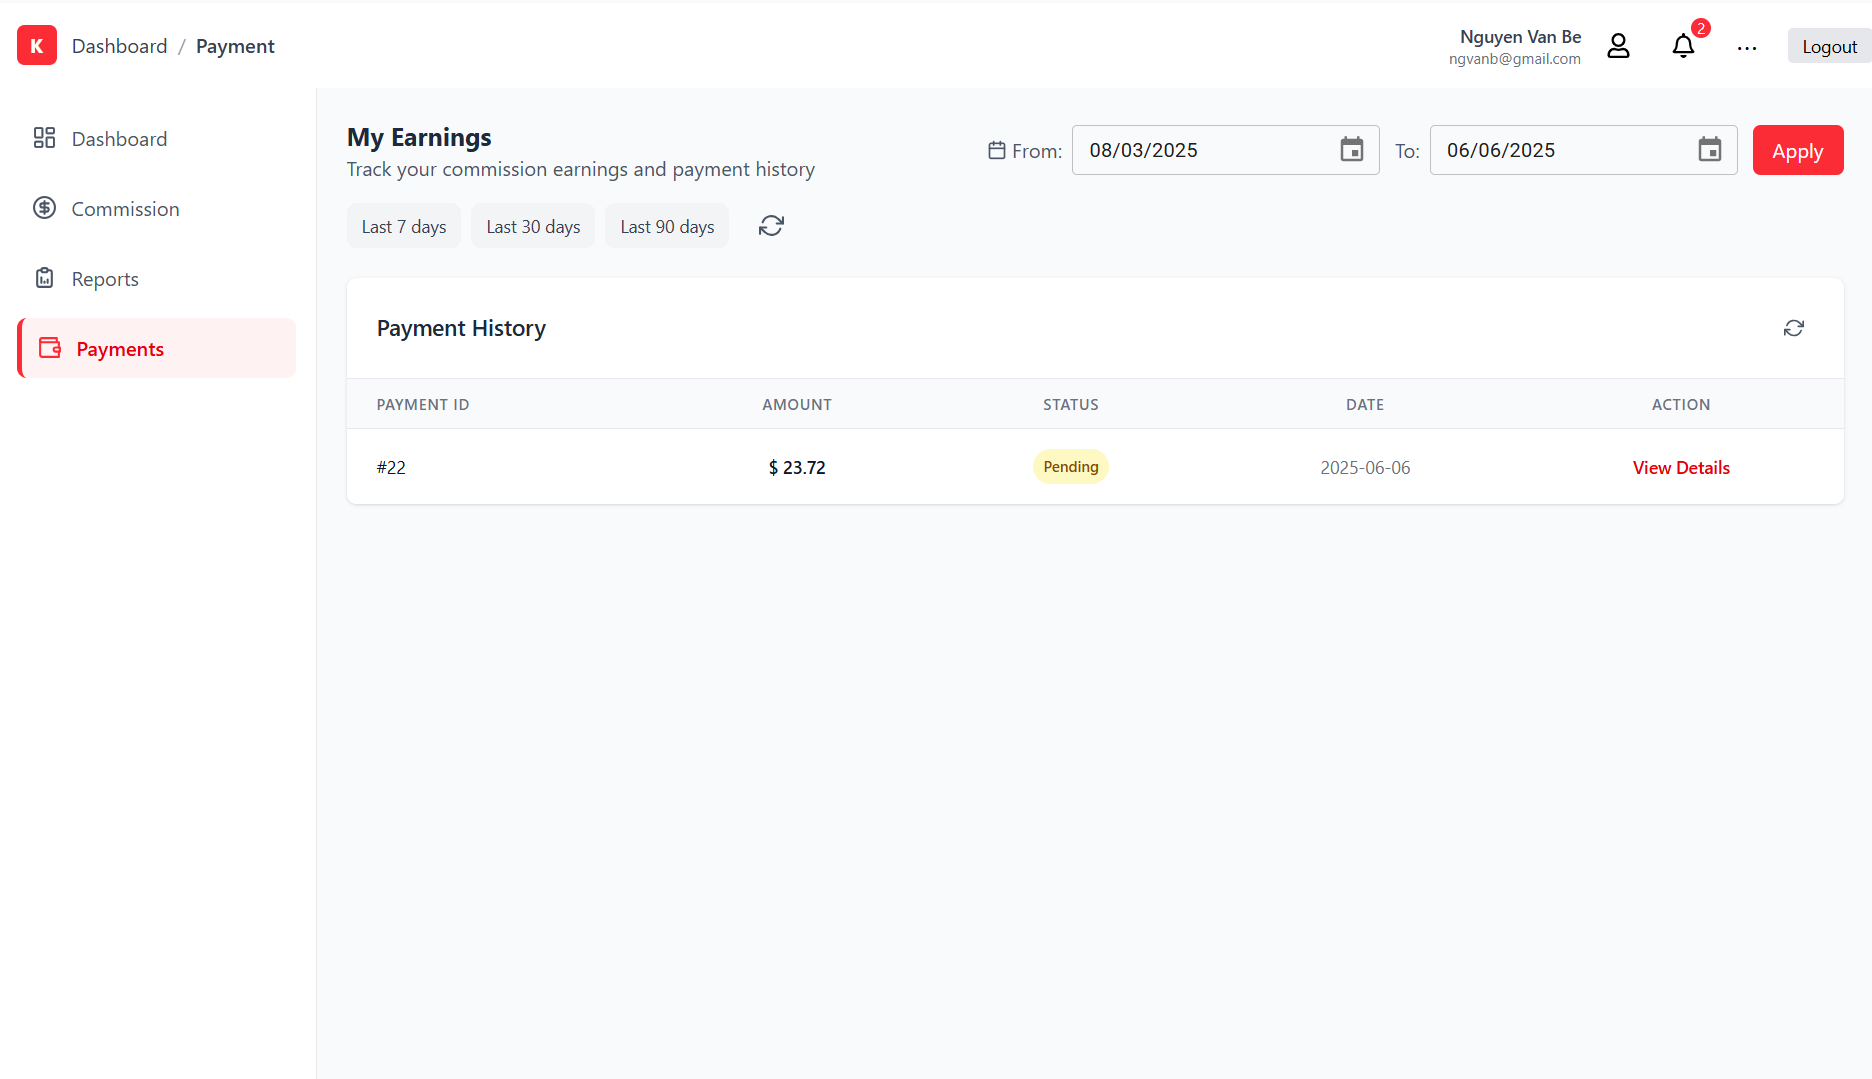 K Dashboard / Payment
Nguyen Van Be
ngvanb@gmail.com
2
...
Logout
Dashboard
Commission
Reports
Payments
My Earnings
Track your commission earnings and payment history
From: 08/03/2025 To: 06/06/2025 Apply
Last 7 days Last 30 days Last 90 days
Payment History
PAYMENT ID AMOUNT STATUS DATE ACTION
#22 $ 23.72 Pending 2025-06-06 View Details